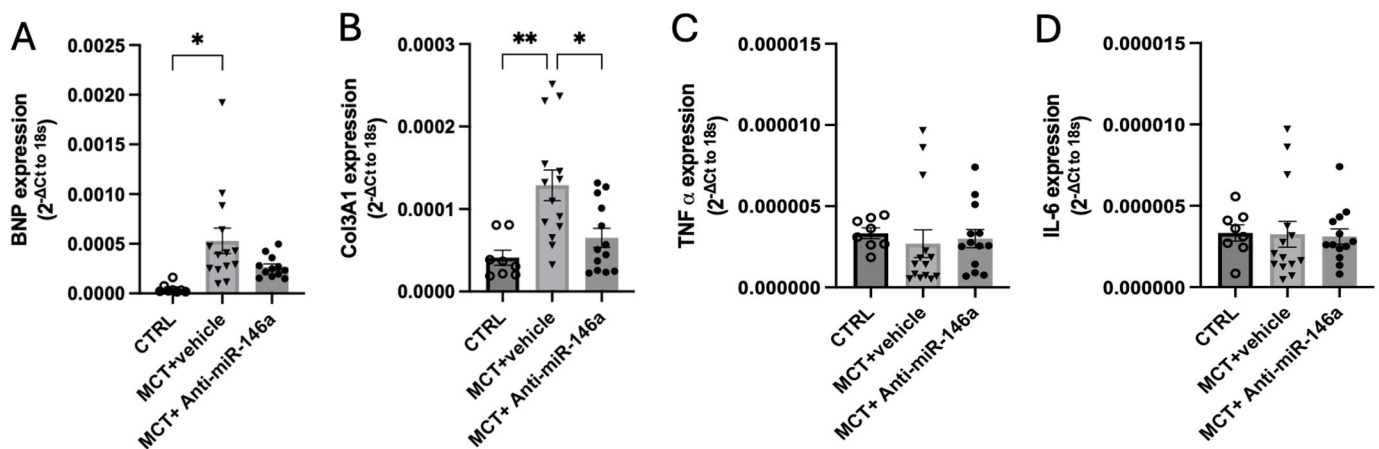 A
BNP expression
(2-ΔCt to 18s)
0.0025
0.0020
0.0015
0.0010
0.0005
0.0000
*
CTRL
MCT+vehicle
MCT+ Anti-miR-146a
B
Col3A1 expression
(2-ΔCt to 18s)
0.0003
0.0002
0.0001
0.0000
**
*
CTRL
MCT+vehicle
MCT+ Anti-miR-146a
C
TNF α expression
(2-ΔCt to 18s)
0.000015
0.000010
0.000005
0.000000
CTRL
MCT+vehicle
MCT+ Anti-miR-146a
D
IL-6 expression
(2-ΔCt to 18s)
0.000015
0.000010
0.000005
0.000000
CTRL
MCT+vehicle
MCT+ Anti-miR-146a